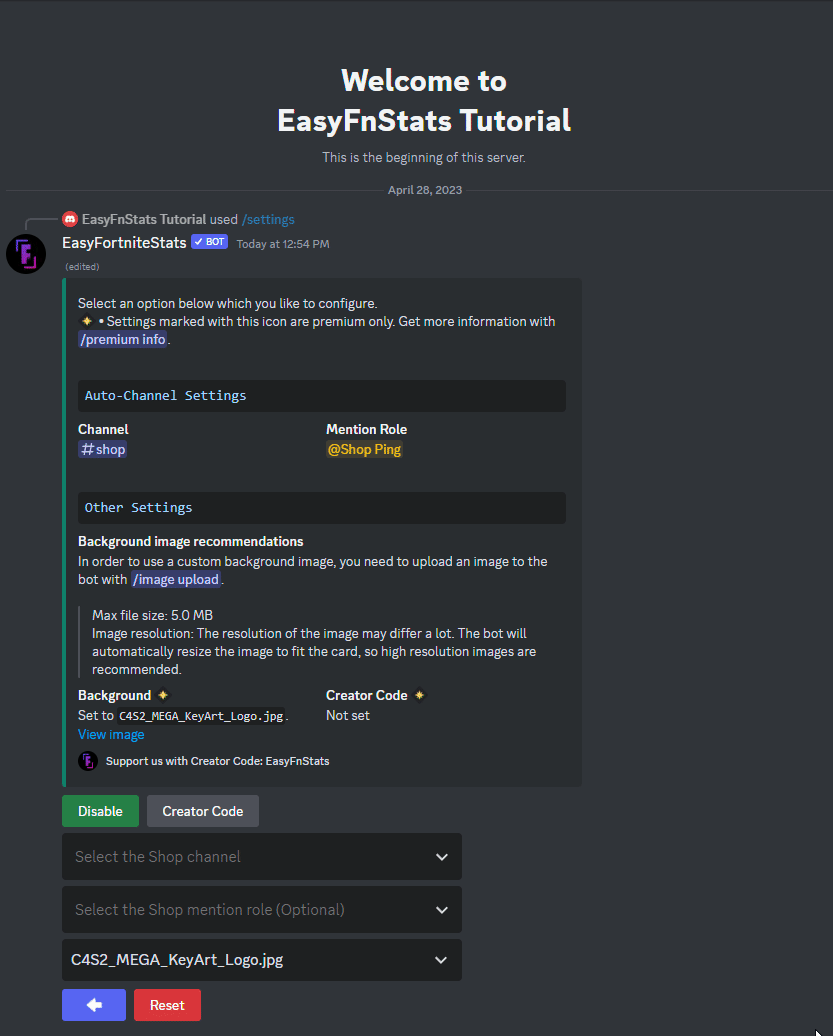 Welcome to
EasyFnStats Tutorial
This is the beginning of this server.
April 28, 2023
EasyFnStats Tutorial used /settings
EasyFortniteStats ✓ BOT Today at 12:54 PM
(edited)
Select an option below which you like to configure.
• Settings marked with this icon are premium only. Get more information with
/premium info.
Auto-Channel Settings
Channel Mention Role
#shop @Shop Ping
Other Settings
Background image recommendations
In order to use a custom background image, you need to upload an image to the
bot with /image upload.
Max file size: 5.0 MB
Image resolution: The resolution of the image may differ a lot. The bot will
automatically resize the image to fit the card, so high resolution images are
recommended.
Background Creator Code
Set to C4S2_MEGA_KeyArt_Logo.jpg. Not set
View image
Support us with Creator Code: EasyFnStats
Disable Creator Code
Select the Shop channel
Select the Shop mention role (Optional)
C4S2_MEGA_KeyArt_Logo.jpg
Reset